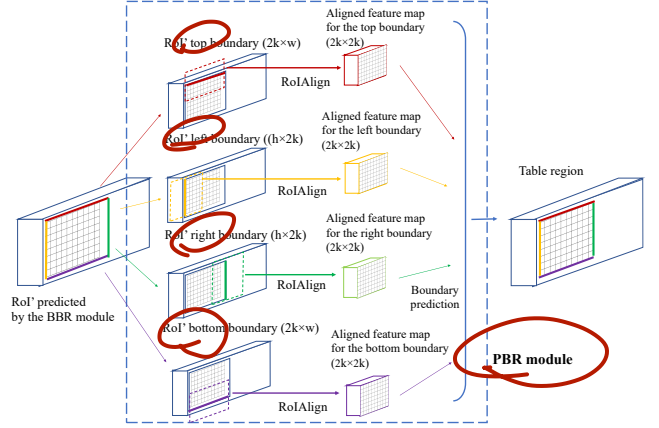 RoI' top boundary (2k×w)
Aligned feature map
for the top boundary
(2k×2k)
RoIAlign
RoI' left boundary ((h×2k)
Aligned feature map
for the left boundary
(2k×2k)
RoIAlign
Table region
RoI' right boundary (h×2k)
Aligned feature map
for the right boundary
(2k×2k)
RoIAlign
Boundary
prediction
RoI' predicted
by the BBR module
RoI' bottom boundary (2k×w)
Aligned feature map
for the bottom boundary
(2k×2k)
RoIAlign
PBR module